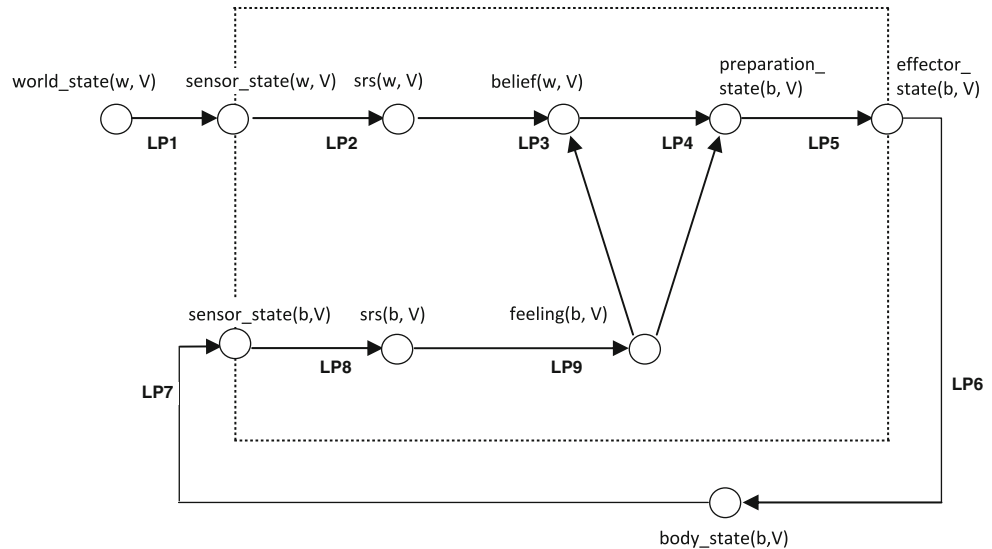 world_state(w, V)
sensor_state(w, V)
srs(w, V)
belief(w, V)
preparation_
state(b, V)
effector_
state(b, V)
LP1
LP2
LP3
LP4
LP5
sensor_state(b,V)
srs(b, V)
feeling(b, V)
LP8
LP9
LP7
LP6
body_state(b,V)